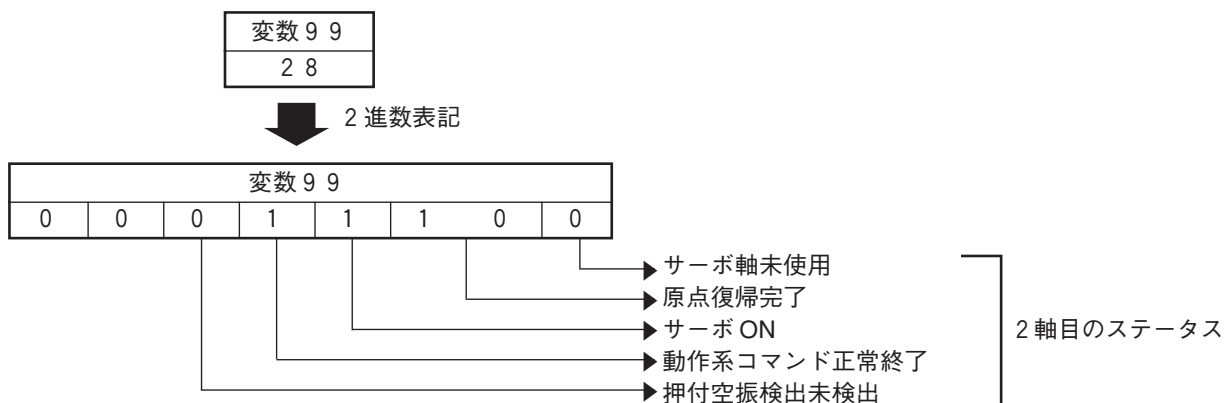 変数９９
２８
2進数表記
変数９９
0 0 0 1 1 1 0 0
サーボ軸未使用
原点復帰完了
サーボON
2軸目のステータス
動作系コマンド正常終了
押付空振検出未検出